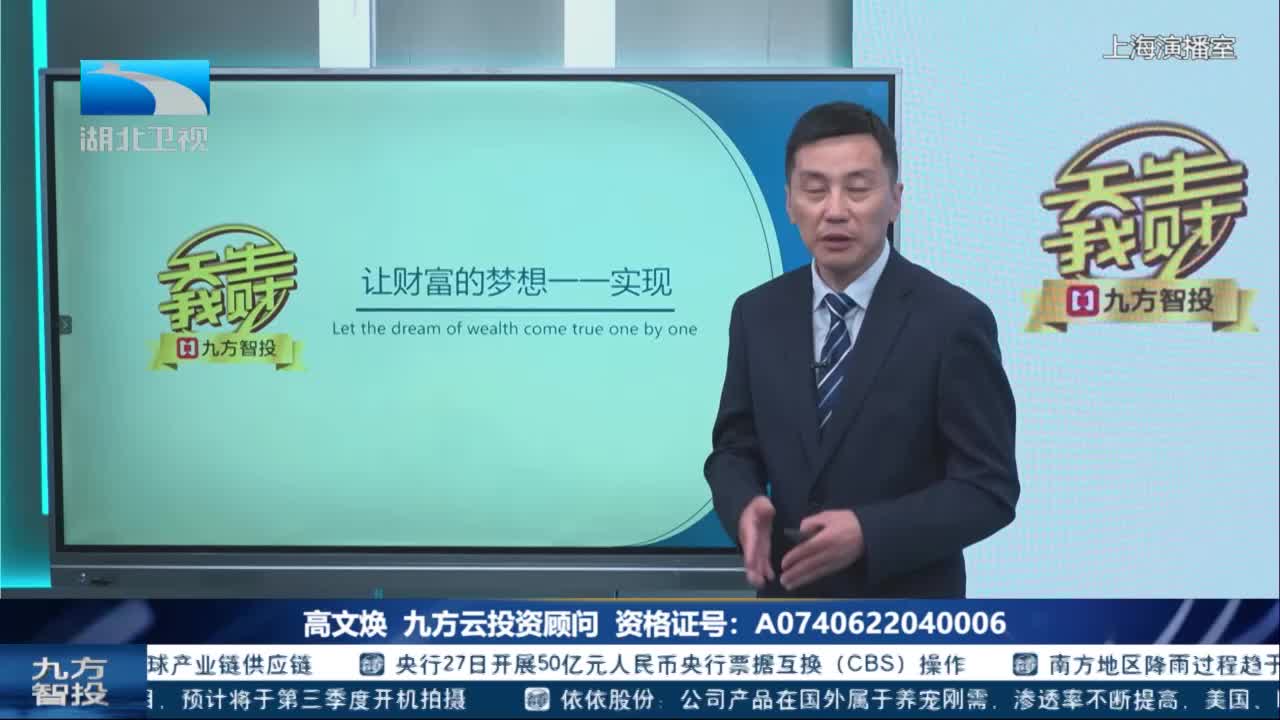 上海演播室
湖北卫视
天生我财
九方智投
让财富的梦想一一实现
Let the dream of wealth come true one by one
天生我财
九方智投
高文焕 九方云投资顾问 资格证号：A0740622040006
九方智投
球产业链供应链 央行27日开展50亿元人民币央行票据互换（CBS）操作 南方地区降雨过程趋于
目，预计将于第三季度开机拍摄 依依股份：公司产品在国外属于养宠刚需，渗透率不断提高，美国、